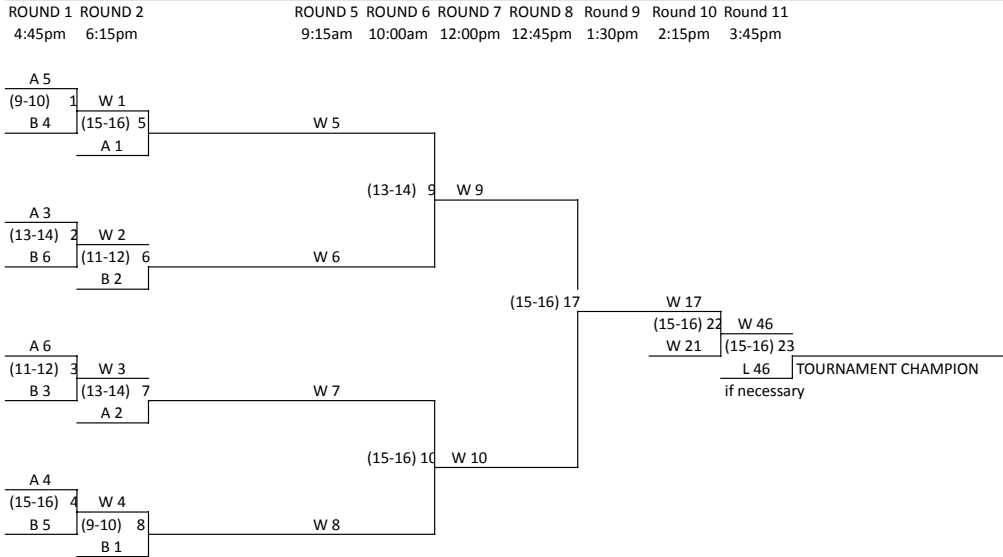 ROUND 1 ROUND 2 ROUND 5 ROUND 6 ROUND 7 ROUND 8 Round 9 Round 10 Round 11
4:45pm 6:15pm 9:15am 10:00am 12:00pm 12:45pm 1:30pm 2:15pm 3:45pm
A 5
(9-10) 1 W 1
B 4 (15-16) 5 W 5
A 1
(13-14) 9 W 9
A 3
(13-14) 2 W 2
B 6 (11-12) 6 W 6
B 2
(15-16) 17 W 17
(15-16) 22 W 46
A 6 W 21 (15-16) 23
(11-12) 3 W 3 L 46 TOURNAMENT CHAMPION
B 3 (13-14) 7 W 7 if necessary
A 2
(15-16) 10 W 10
A 4
(15-16) 4 W 4
B 5 (9-10) 8 W 8
B 1